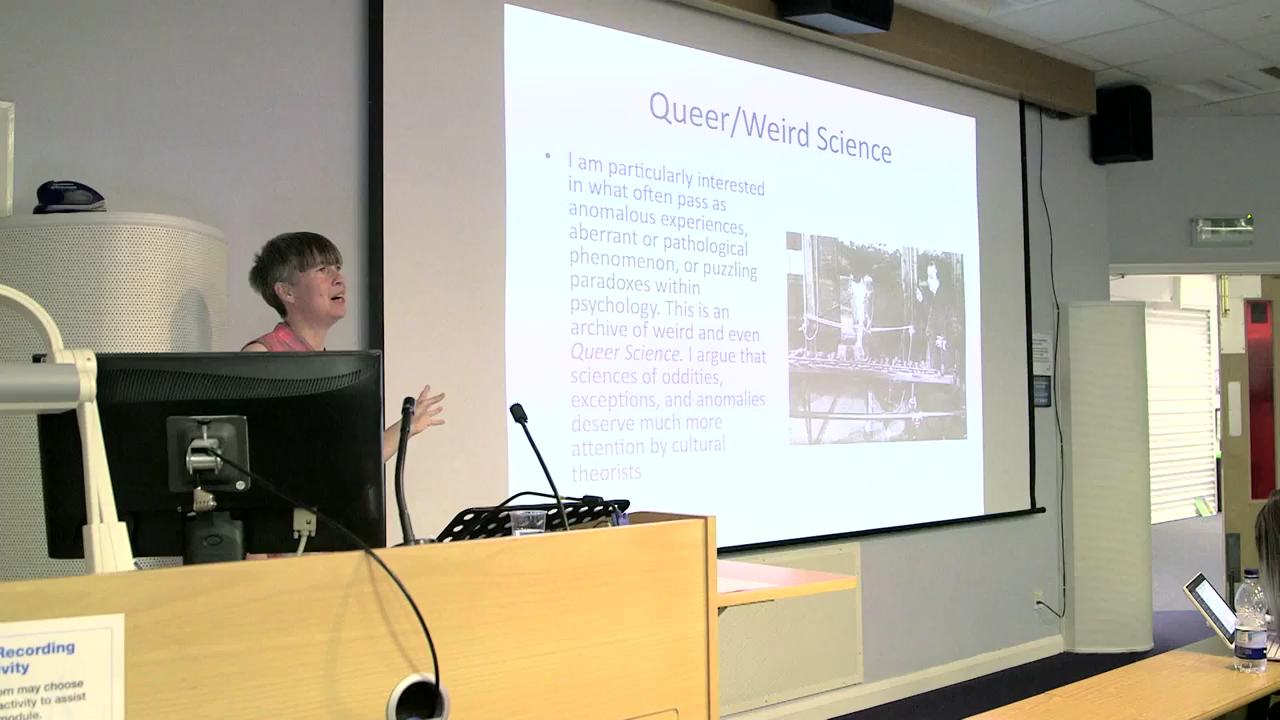 Queer/Weird Science
• I am particularly interested
in what often pass as
anomalous experiences,
aberrant or pathological
phenomenon, or puzzling
paradoxes within
psychology. This is an
archive of weird and even
Queer Science. I argue that
sciences of oddities,
exceptions, and anomalies
deserve much more
attention by cultural
theorists
Recording
ivity
om may choose
activity to assist
module.